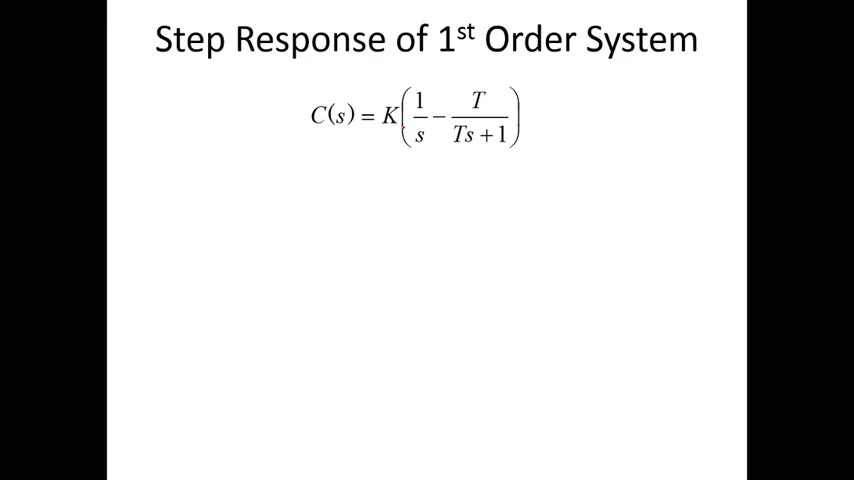 Step Response of 1st Order System
C(s) = K(1/s − T/(Ts + 1))